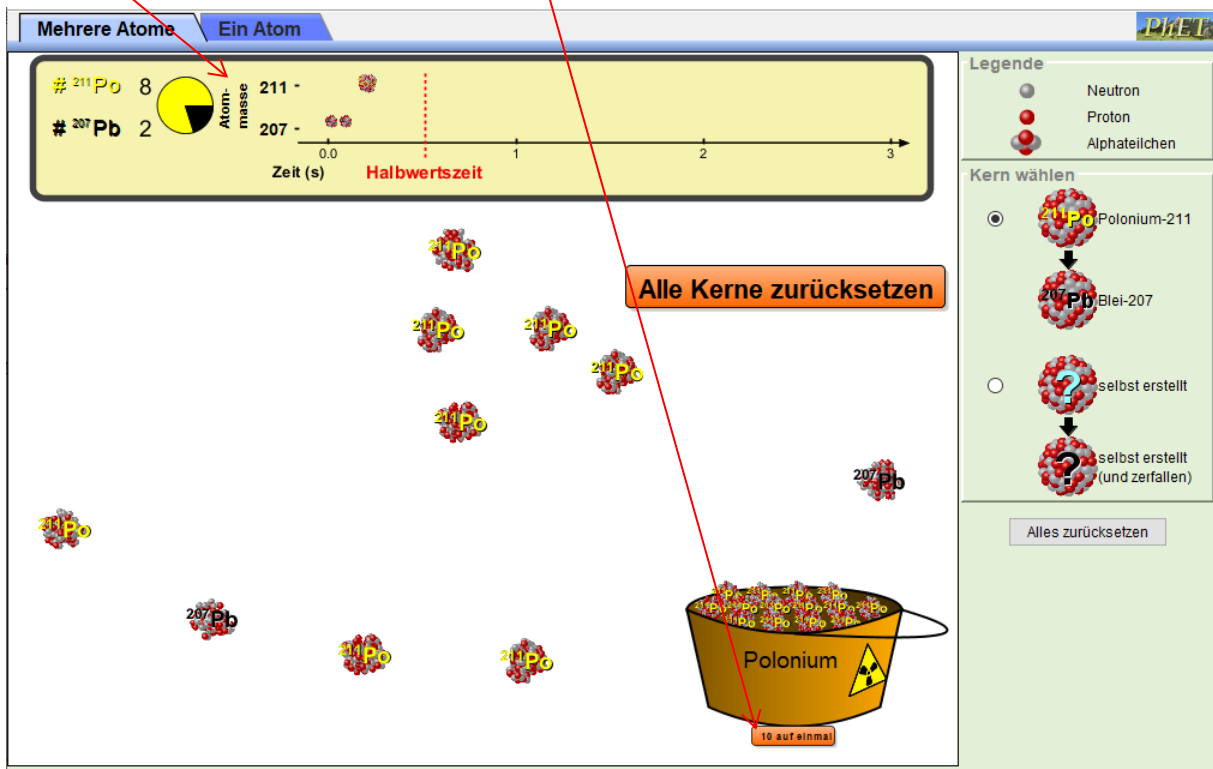 Mehrere Atome
Ein Atom
PhET
# ²¹¹Po 8
# ²⁰⁷Pb 2
Atom-
masse
211 -
207 -
0.0 1 2 3
Zeit (s)
Halbwertszeit
Legende
Neutron
Proton
Alphateilchen
Kern wählen
²¹¹Po Polonium-211
²⁰⁷Pb Blei-207
? selbst erstellt
? selbst erstellt
(und zerfallen)
Alles zurücksetzen
²¹¹Po
Alle Kerne zurücksetzen
²¹¹Po
²¹¹Po
²¹¹Po
²¹¹Po
²⁰⁷Pb
²¹¹Po
²⁰⁷Pb
²¹¹Po
²¹¹Po
Polonium
10 auf einmal